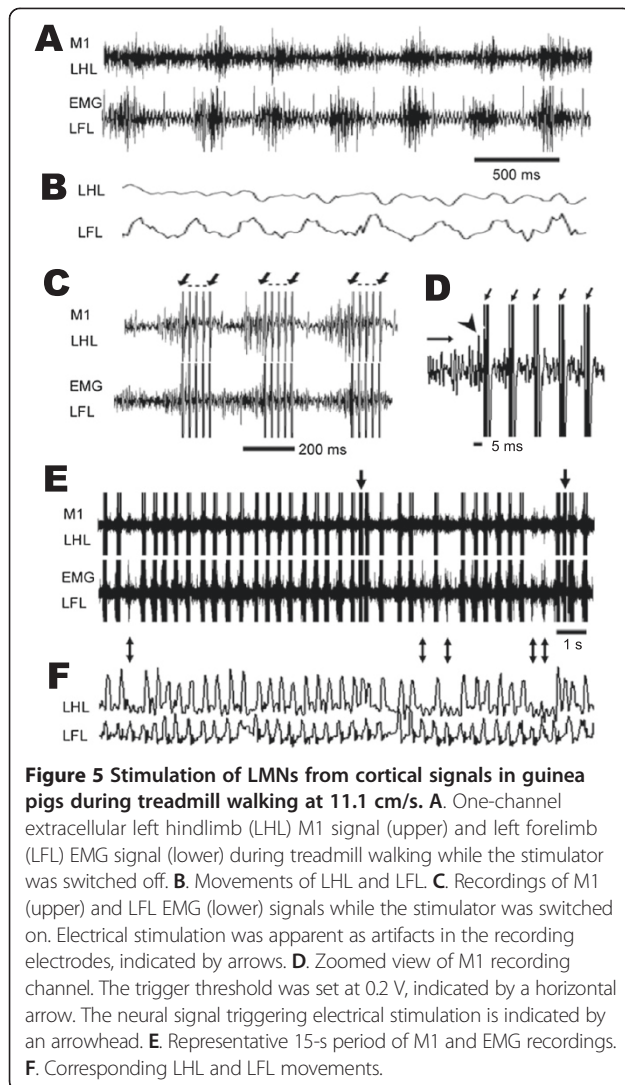 A
M1
LHL
EMG
LFL
500 ms
B
LHL
LFL
C
D
M1
LHL
EMG
LFL
200 ms
5 ms
E
M1
LHL
EMG
LFL
1 s
F
LHL
LFL
Figure 5 Stimulation of LMNs from cortical signals in guinea
pigs during treadmill walking at 11.1 cm/s. A. One-channel
extracellular left hindlimb (LHL) M1 signal (upper) and left forelimb
(LFL) EMG signal (lower) during treadmill walking while the stimulator
was switched off. B. Movements of LHL and LFL. C. Recordings of M1
(upper) and LFL EMG (lower) signals while the stimulator was switched
on. Electrical stimulation was apparent as artifacts in the recording
electrodes, indicated by arrows. D. Zoomed view of M1 recording
channel. The trigger threshold was set at 0.2 V, indicated by a horizontal
arrow. The neural signal triggering electrical stimulation is indicated by
an arrowhead. E. Representative 15-s period of M1 and EMG recordings.
F. Corresponding LHL and LFL movements.